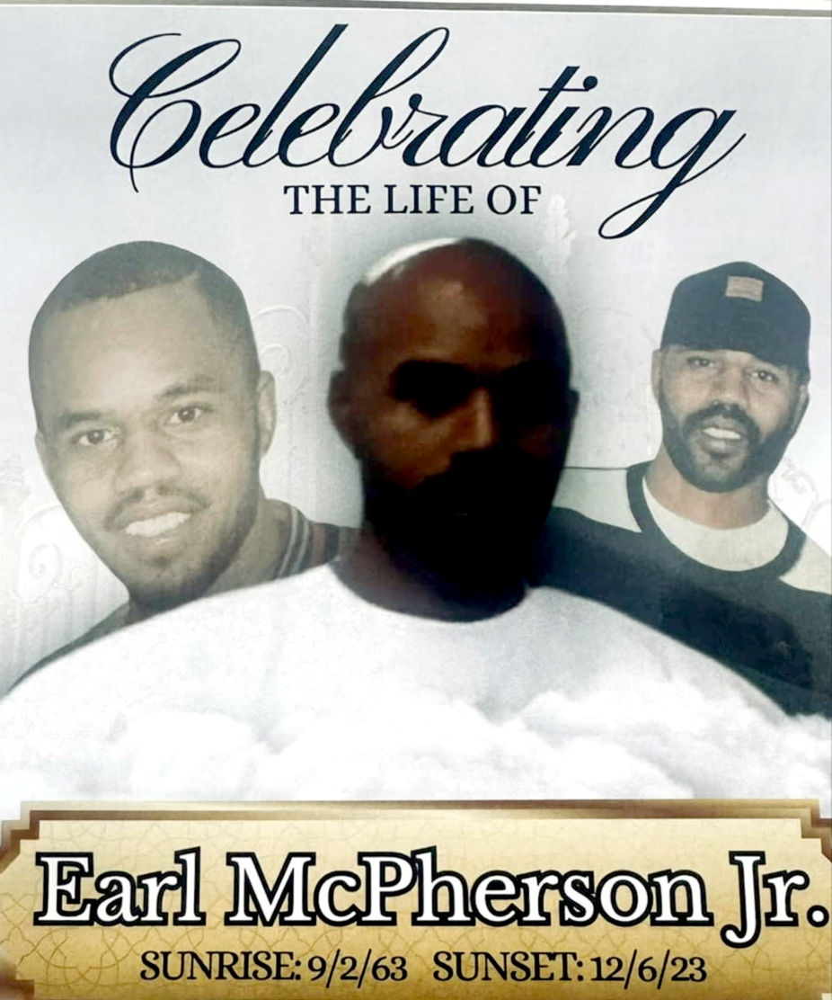 Celebrating
THE LIFE OF
Earl McPherson Jr.
SUNRISE: 9/2/63 SUNSET: 12/6/23